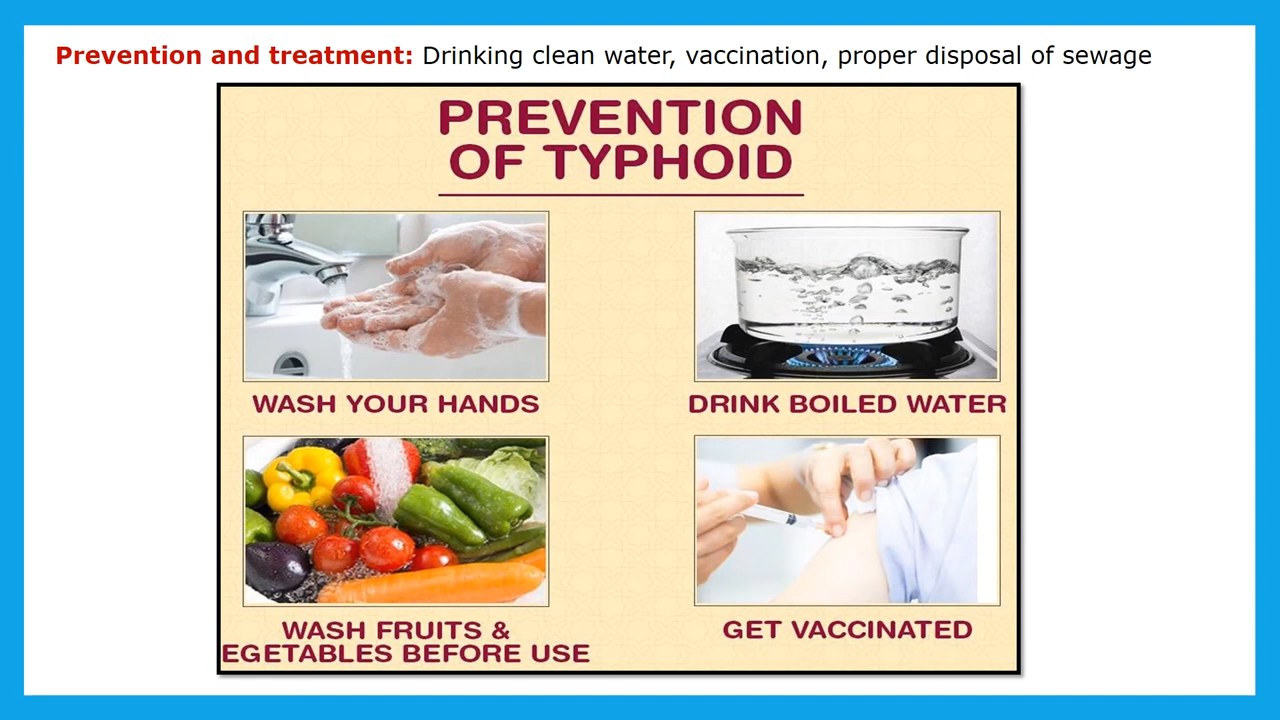 Prevention and treatment: Drinking clean water, vaccination, proper disposal of sewage
PREVENTION
OF TYPHOID
WASH YOUR HANDS
DRINK BOILED WATER
WASH FRUITS &
EGETABLES BEFORE USE
GET VACCINATED